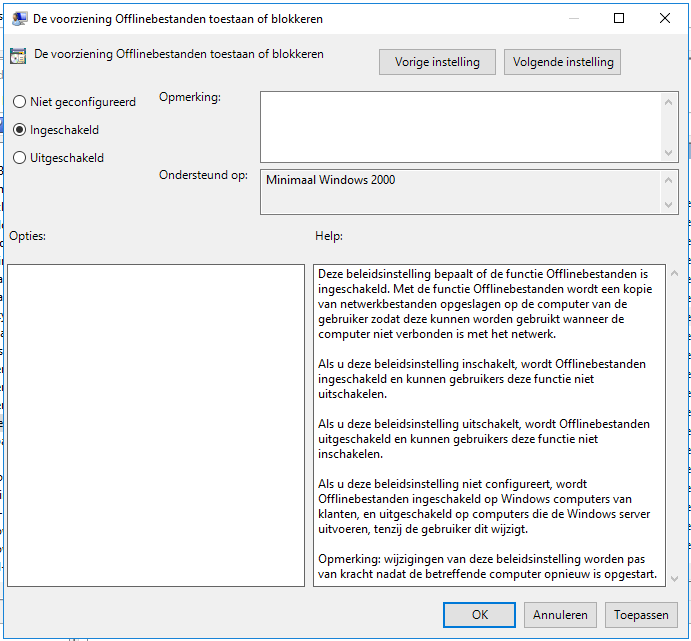 De voorziening Offlinebestanden toestaan of blokkeren
De voorziening Offlinebestanden toestaan of blokkeren
Vorige instelling
Volgende instelling
Niet geconfigureerd
Opmerking:
Ingeschakeld
Uitgeschakeld
Ondersteund op:
Minimaal Windows 2000
Opties:
Help:
Deze beleidsinstelling bepaalt of de functie Offlinebestanden is
ingeschakeld. Met de functie Offlinebestanden wordt een kopie
van netwerkbestanden opgeslagen op de computer van de
gebruiker zodat deze kunnen worden gebruikt wanneer de
computer niet verbonden is met het netwerk.
Als u deze beleidsinstelling inschakelt, wordt Offlinebestanden
ingeschakeld en kunnen gebruikers deze functie niet
uitschakelen.
Als u deze beleidsinstelling uitschakelt, wordt Offlinebestanden
uitgeschakeld en kunnen gebruikers deze functie niet
inschakelen.
Als u deze beleidsinstelling niet configureert, wordt
Offlinebestanden ingeschakeld op Windows computers van
klanten, en uitgeschakeld op computers die de Windows server
uitvoeren, tenzij de gebruiker dit wijzigt.
Opmerking: wijzigingen van deze beleidsinstelling worden pas
van kracht nadat de betreffende computer opnieuw is opgestart.
OK
Annuleren
Toepassen